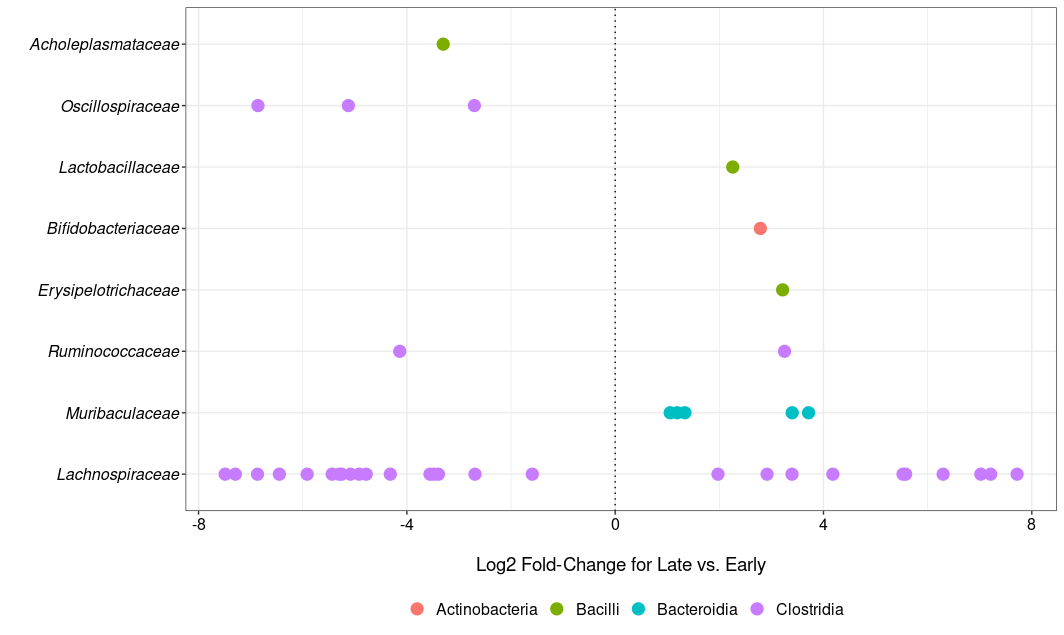 Acholeplasmataceae
Oscillospiraceae
Lactobacillaceae
Bifidobacteriaceae
Erysipelotrichaceae
Ruminococcaceae
Muribaculaceae
Lachnospiraceae
-8 -4 0 4 8
Log2 Fold-Change for Late vs. Early
Actinobacteria Bacilli Bacteroidia Clostridia